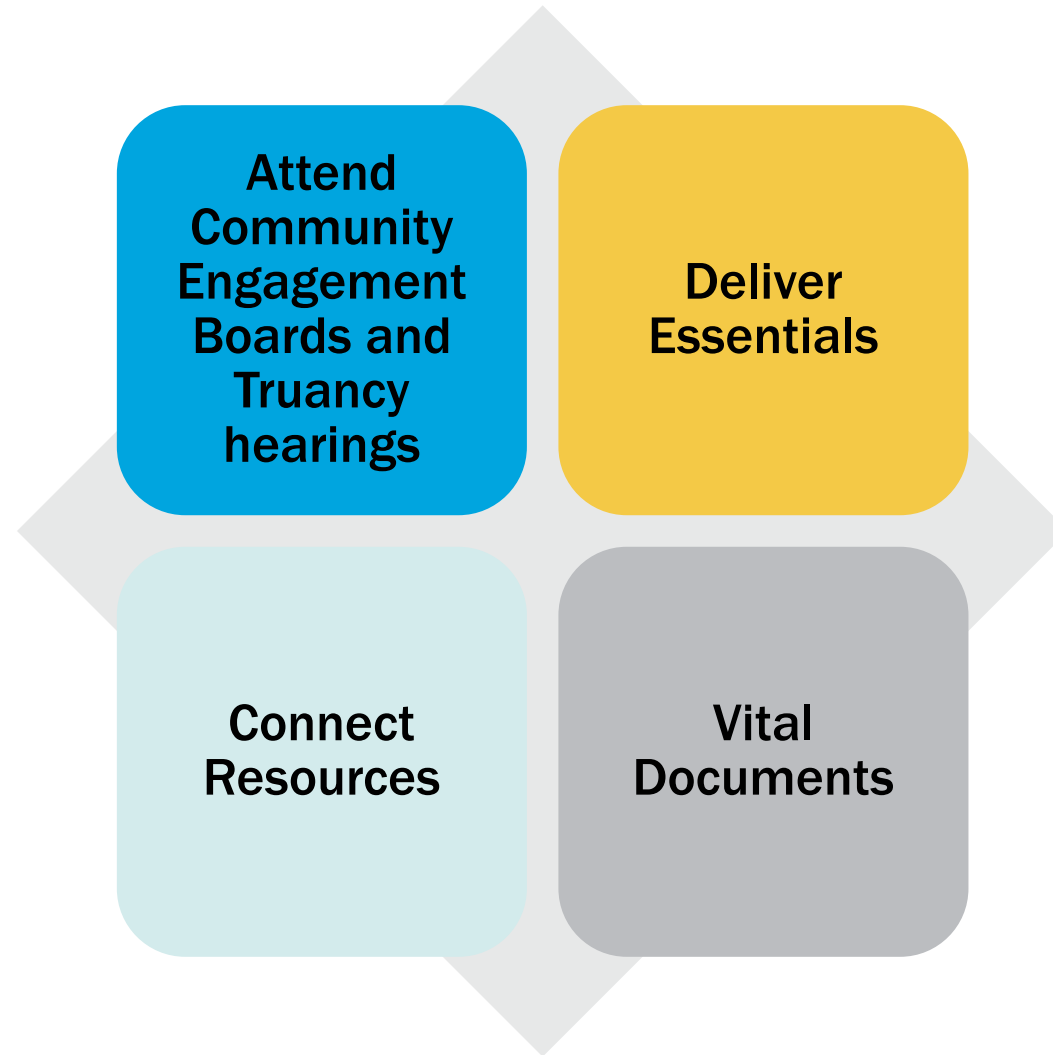 Attend
Community
Engagement
Boards and
Truancy
hearings
Deliver
Essentials
Connect
Resources
Vital
Documents